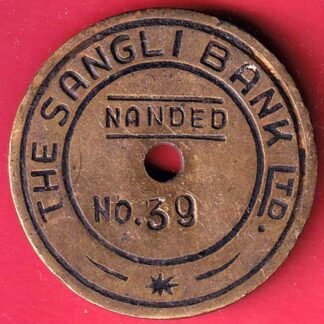 THE SANGLI BANK LTD.
NANDED
No.39